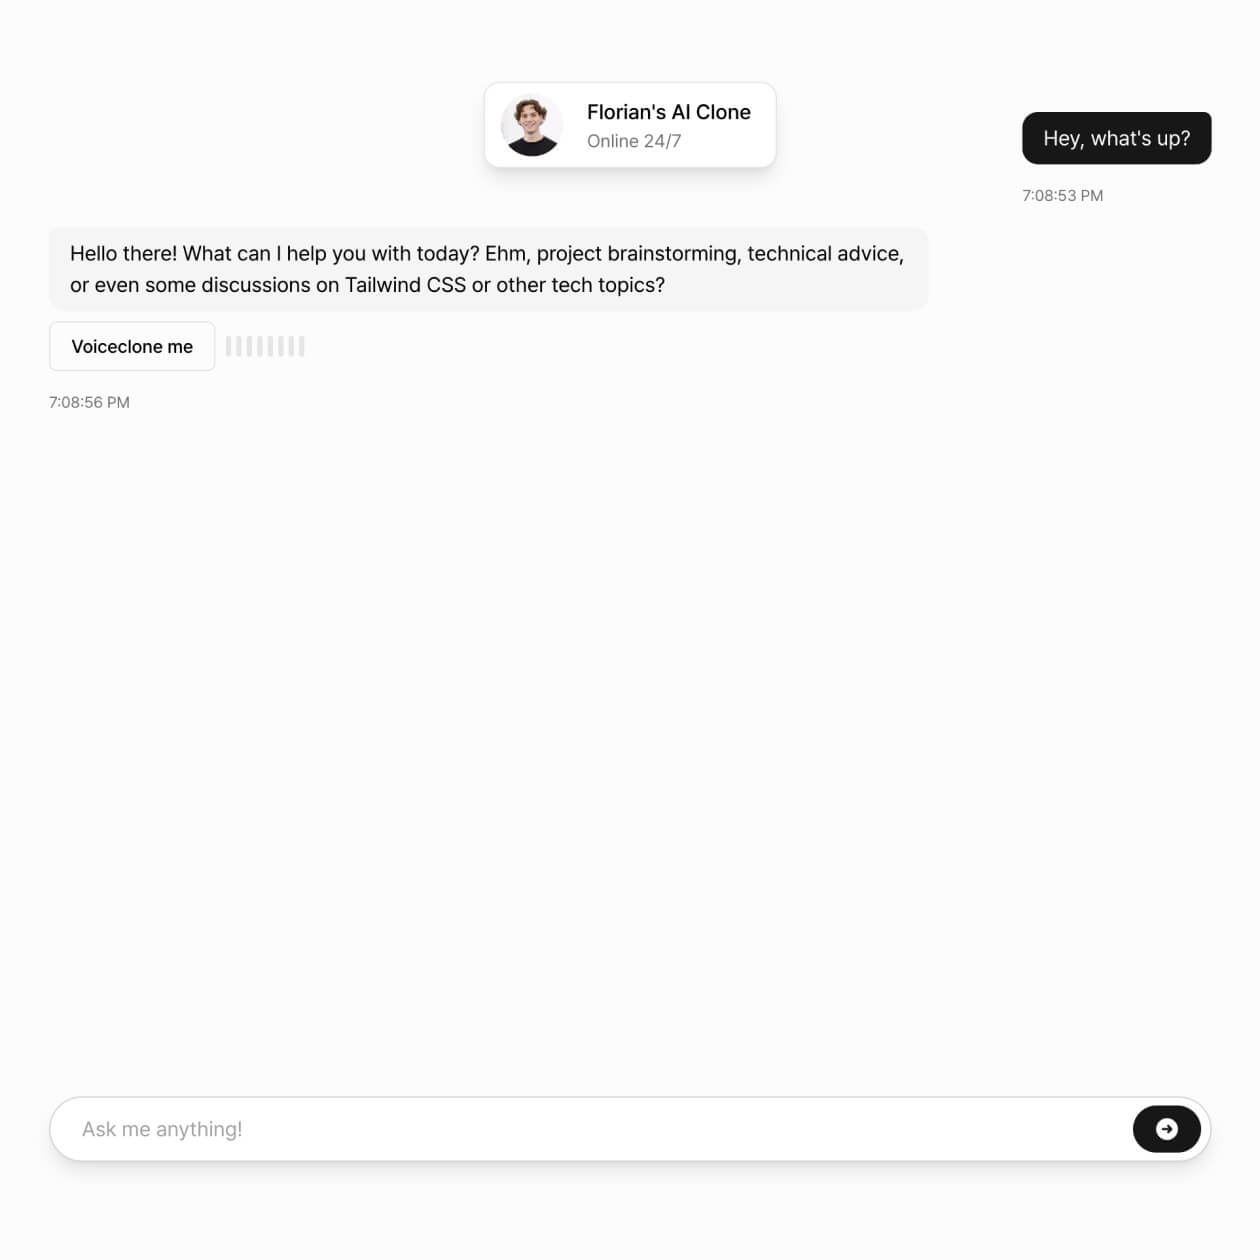 Florian's AI Clone
Online 24/7
Hey, what's up?
7:08:53 PM
Hello there! What can I help you with today? Ehm, project brainstorming, technical advice,
or even some discussions on Tailwind CSS or other tech topics?
Voiceclone me
7:08:56 PM
Ask me anything!